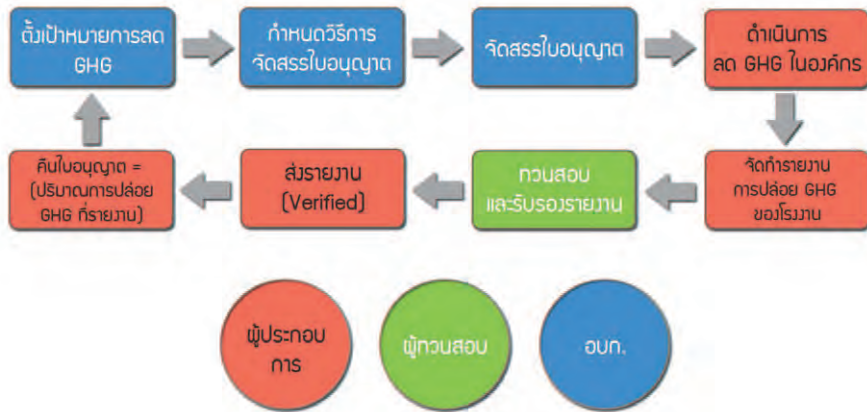 ตั้งเป้าหมายการลด
GHG
กำหนดวิธีการ
จัดสรรใบอนุญาต
จัดสรรใบอนุญาต
ดำเนินการ
ลด GHG ในองค์กร
จัดทำรายงาน
การปล่อย GHG
ของโรงงาน
ทวนสอบ
และรับรองรายงาน
ส่งรายงาน
(Verified)
คืนใบอนุญาต =
(ปริมาณการปล่อย
GHG ที่รายงาน)
ผู้ประกอบ
การ
ผู้ทวนสอบ
อบก.